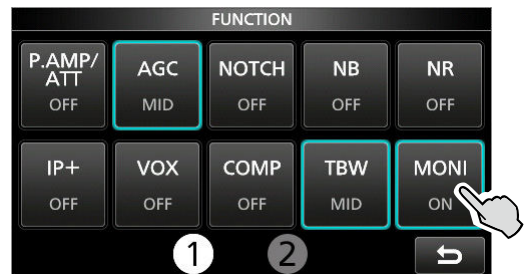 FUNCTION
P.AMP/
ATT
OFF
AGC
MID
NOTCH
OFF
NB
OFF
NR
OFF
IP+
OFF
VOX
OFF
COMP
OFF
TBW
MID
MONI
ON
1
2